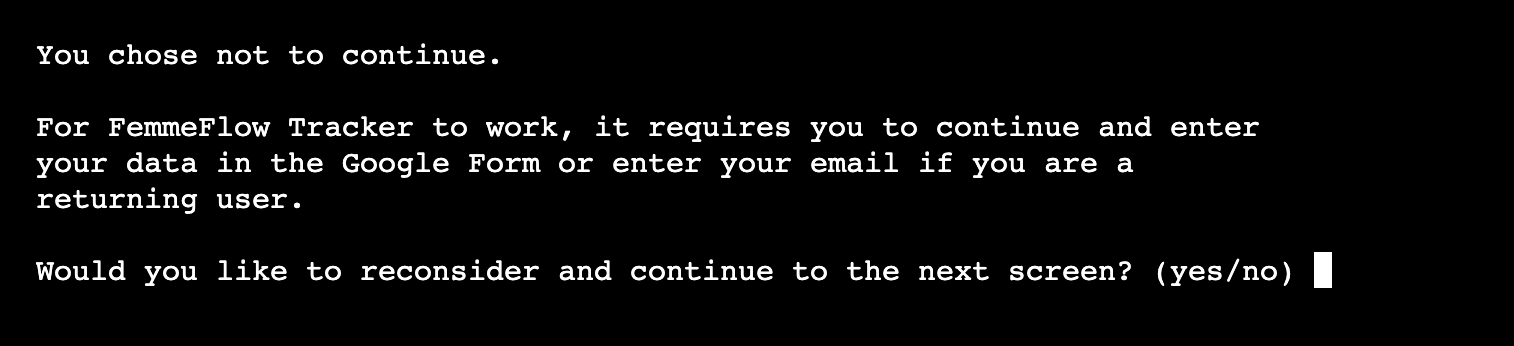 You chose not to continue.
For FemmeFlow Tracker to work, it requires you to continue and enter
your data in the Google Form or enter your email if you are a
returning user.
Would you like to reconsider and continue to the next screen? (yes/no)